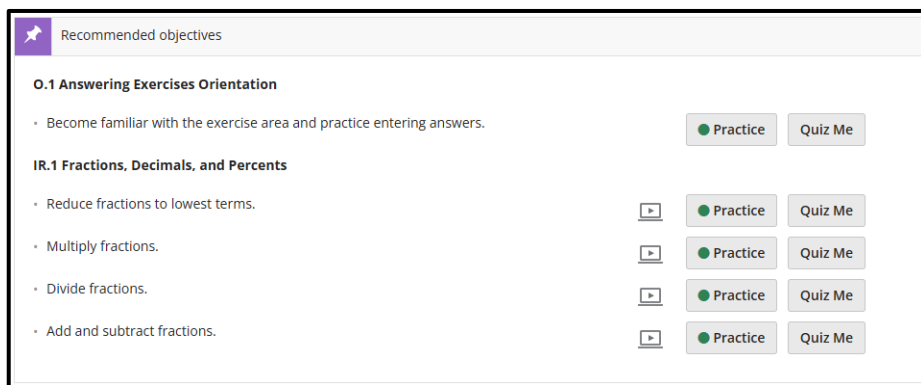 Recommended objectives
O.1 Answering Exercises Orientation
• Become familiar with the exercise area and practice entering answers. Practice Quiz Me
IR.1 Fractions, Decimals, and Percents
• Reduce fractions to lowest terms. Practice Quiz Me
• Multiply fractions. Practice Quiz Me
• Divide fractions. Practice Quiz Me
• Add and subtract fractions. Practice Quiz Me